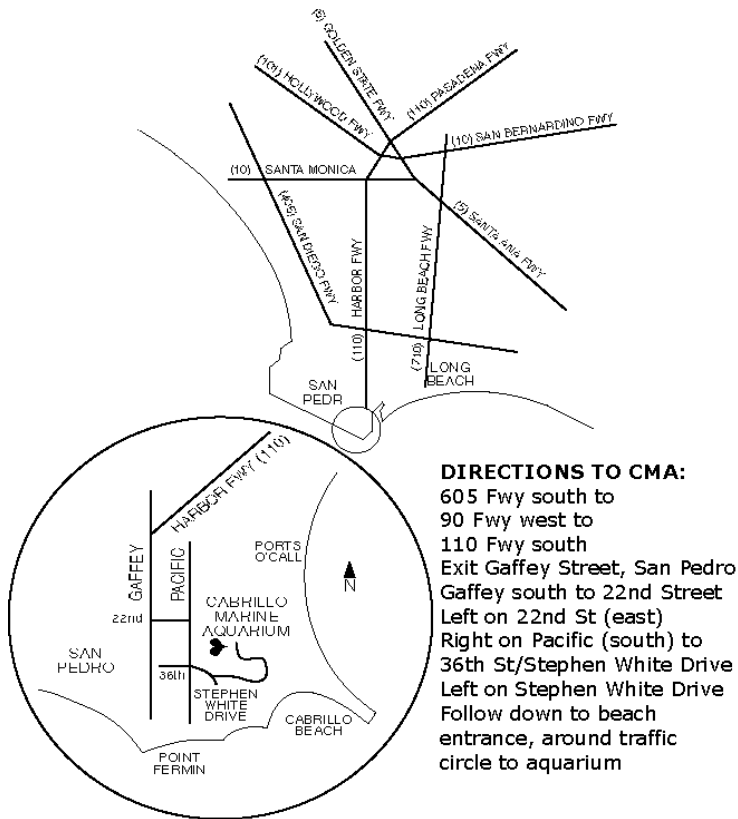 (5) GOLDEN STATE FWY
(101) HOLLYWOOD FWY
(110) PASADENA FWY
(10) SAN BERNARDINO FWY
(10) SANTA MONICA
(405) SAN DIEGO FWY
(5) SANTA ANA FWY
(110) HARBOR FWY
(710) LONG BEACH FWY
SAN
PEDR
LONG
BEACH
HARBOR FWY (110)
GAFFEY
PACIFIC
PORTS
O'CALL
N
22nd
CABRILLO
MARINE
AQUARIUM
SAN
PEDRO
36th
STEPHEN
WHITE
DRIVE
CABRILLO
BEACH
POINT
FERMIN
DIRECTIONS TO CMA:
605 Fwy south to
90 Fwy west to
110 Fwy south
Exit Gaffey Street, San Pedro
Gaffey south to 22nd Street
Left on 22nd St (east)
Right on Pacific (south) to
36th St/Stephen White Drive
Left on Stephen White Drive
Follow down to beach
entrance, around traffic
circle to aquarium